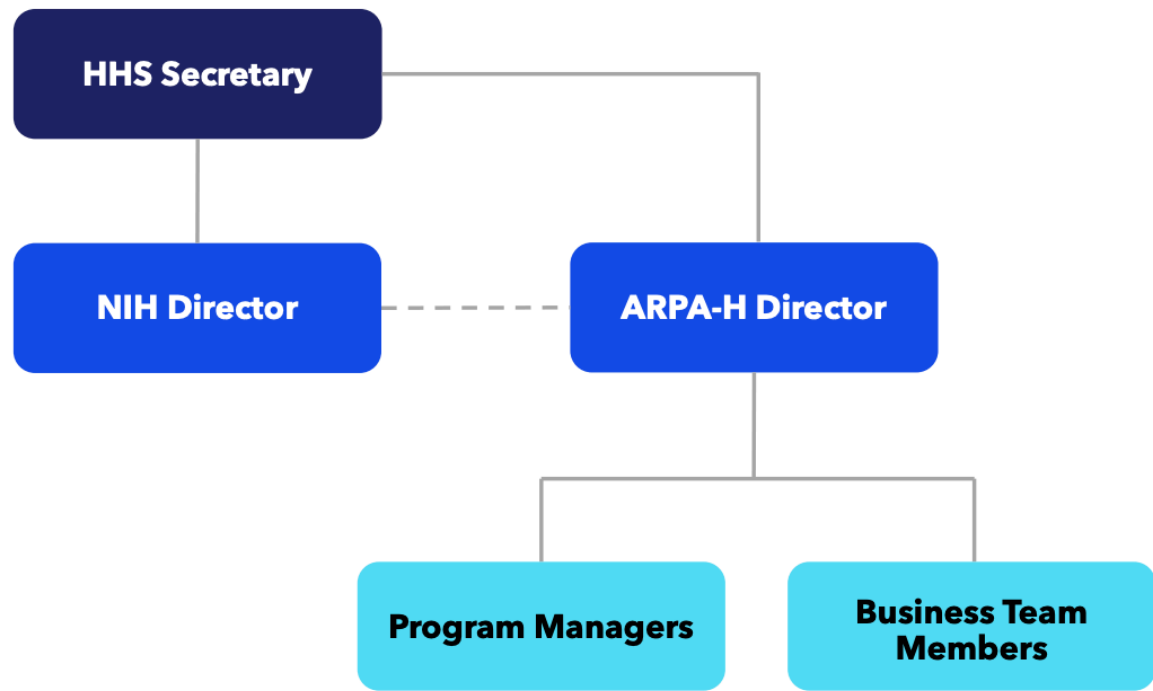 HHS Secretary
NIH Director
ARPA-H Director
Program Managers
Business Team
Members